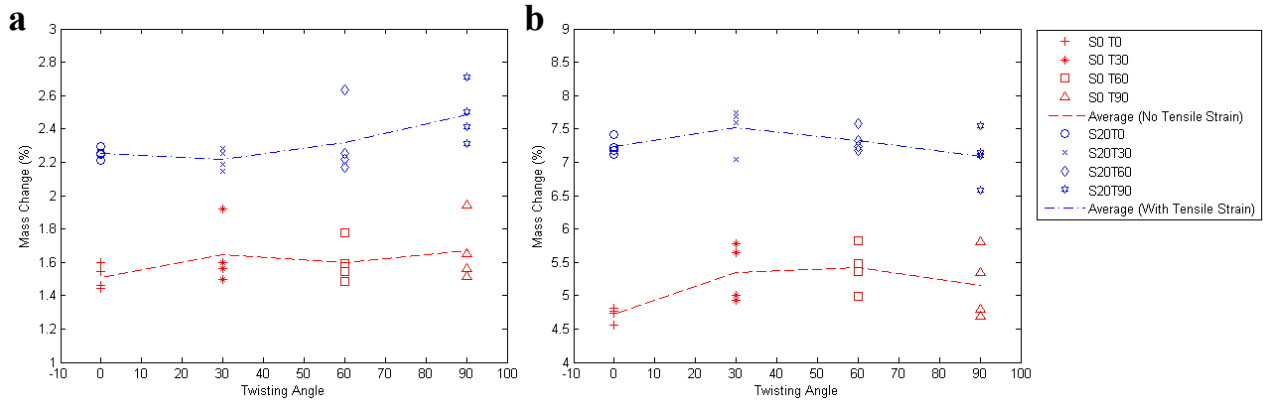 a
3
2.8
2.6
2.4
2.2
2
1.8
1.6
1.4
1.2
1
-10 0 10 20 30 40 50 60 70 80 90 100
Mass Change (%)
Twisting Angle
b
9
8.5
8
7.5
7
6.5
6
5.5
5
4.5
4
-10 0 10 20 30 40 50 60 70 80 90 100
Mass Change (%)
Twisting Angle
S0 T0
S0 T30
S0 T60
S0 T90
Average (No Tensile Strain)
S20T0
S20T30
S20T60
S20T90
Average (With Tensile Strain)